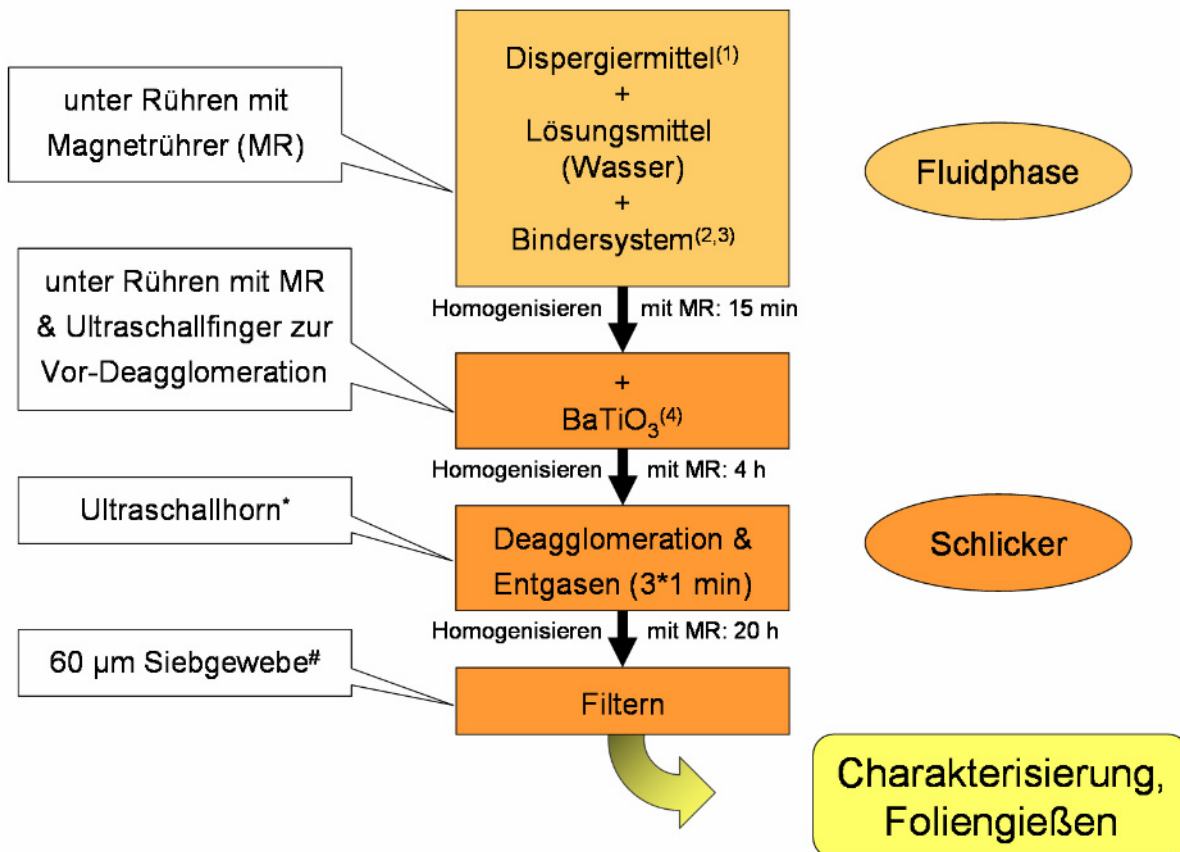 Dispergiermittel(1)
+
Lösungsmittel
(Wasser)
+
Bindersystem(2,3)
unter Rühren mit
Magnetrührer (MR)
Fluidphase
Homogenisieren mit MR: 15 min
unter Rühren mit MR
& Ultraschallfinger zur
Vor-Deagglomeration
+
BaTiO3(4)
Homogenisieren mit MR: 4 h
Ultraschallhorn*
Deagglomeration &
Entgasen (3*1 min)
Schlicker
Homogenisieren mit MR: 20 h
60 µm Siebgewebe#
Filtern
Charakterisierung,
Foliengießen